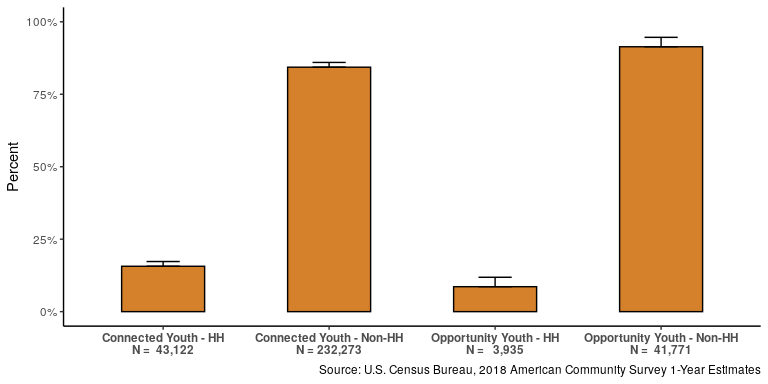 100%
75%
50%
25%
0%
Percent
Connected Youth - HH
N = 43,122
Connected Youth - Non-HH
N = 232,273
Opportunity Youth - HH
N = 3,935
Opportunity Youth - Non-HH
N = 41,771
Source: U.S. Census Bureau, 2018 American Community Survey 1-Year Estimates